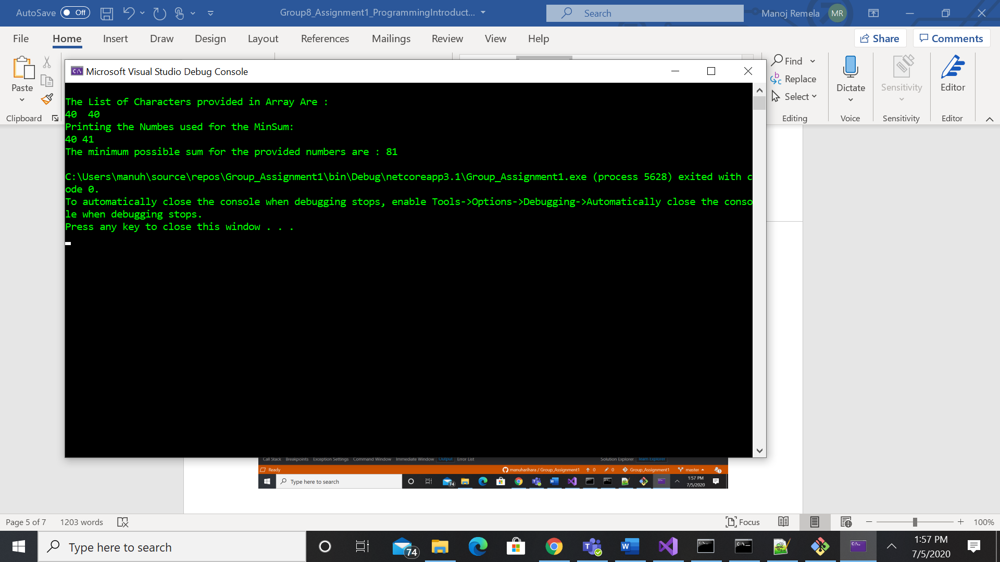 AutoSave Off Group8_Assignment1_ProgrammingIntroduct... Search Manoj Remela MR
File Home Insert Draw Design Layout References Mailings Review View Help Share Comments
Paste
Clipboard
Find
Replace
Select
Editing
Dictate
Voice
Sensitivity
Sensitivity
Editor
Editor
C:\ Microsoft Visual Studio Debug Console
The List of Characters provided in Array Are :
40  40
Printing the Numbes used for the MinSum:
40 41
The minimum possible sum for the provided numbers are : 81
C:\Users\manuh\source\repos\Group_Assignment1\bin\Debug\netcoreapp3.1\Group_Assignment1.exe (process 5628) exited with c
ode 0.
To automatically close the console when debugging stops, enable Tools->Options->Debugging->Automatically close the conso
le when debugging stops.
Press any key to close this window . . .
Call Stack Breakpoints Exception Settings Command Window Immediate Window Output Error List Solution Explorer Team Explorer
Ready manuharihara / Group_Assignment1 0 0 Group_Assignment1 master 3
Type here to search 74 1:57 PM
7/5/2020
Page 5 of 7 1203 words Focus 100%
Type here to search 74 1:57 PM
7/5/2020